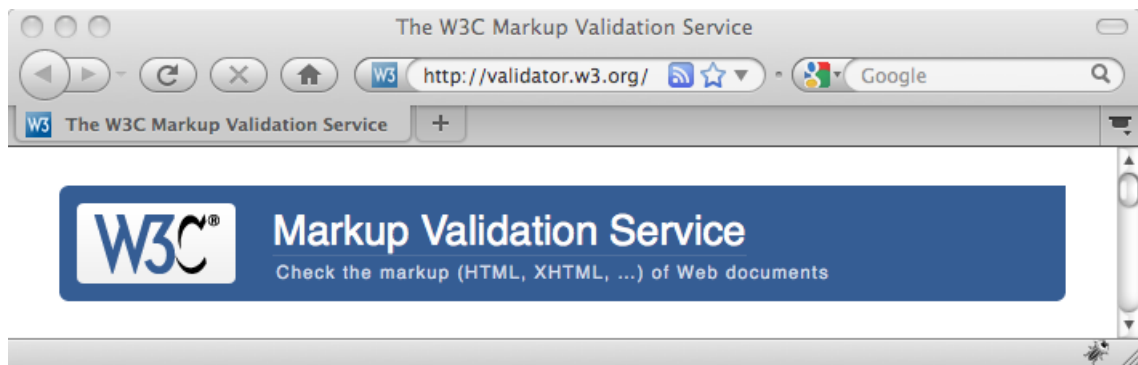 The W3C Markup Validation Service
W3 http://validator.w3.org/ Google
W3 The W3C Markup Validation Service +
W3C® Markup Validation Service
Check the markup (HTML, XHTML, ...) of Web documents